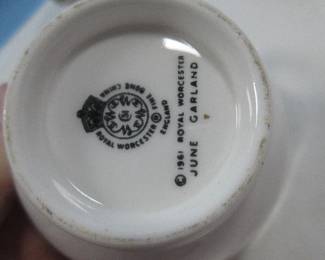 FINE BONE CHINA
ROYAL WORCESTER®
ENGLAND
© 1961 ROYAL WORCESTER
JUNE GARLAND